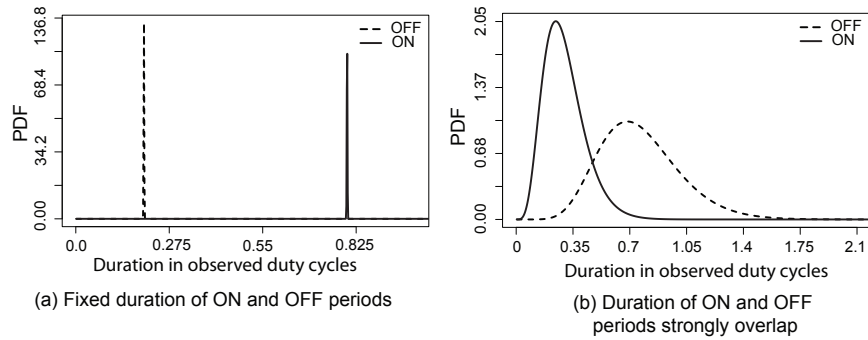 136.8
68.4
34.2
0.00
PDF
OFF
ON
0.0 0.275 0.55 0.825
Duration in observed duty cycles
(a) Fixed duration of ON and OFF periods
2.05
1.37
0.68
0.00
PDF
OFF
ON
0 0.35 0.7 1.05 1.4 1.75 2.1
Duration in observed duty cycles
(b) Duration of ON and OFF
periods strongly overlap